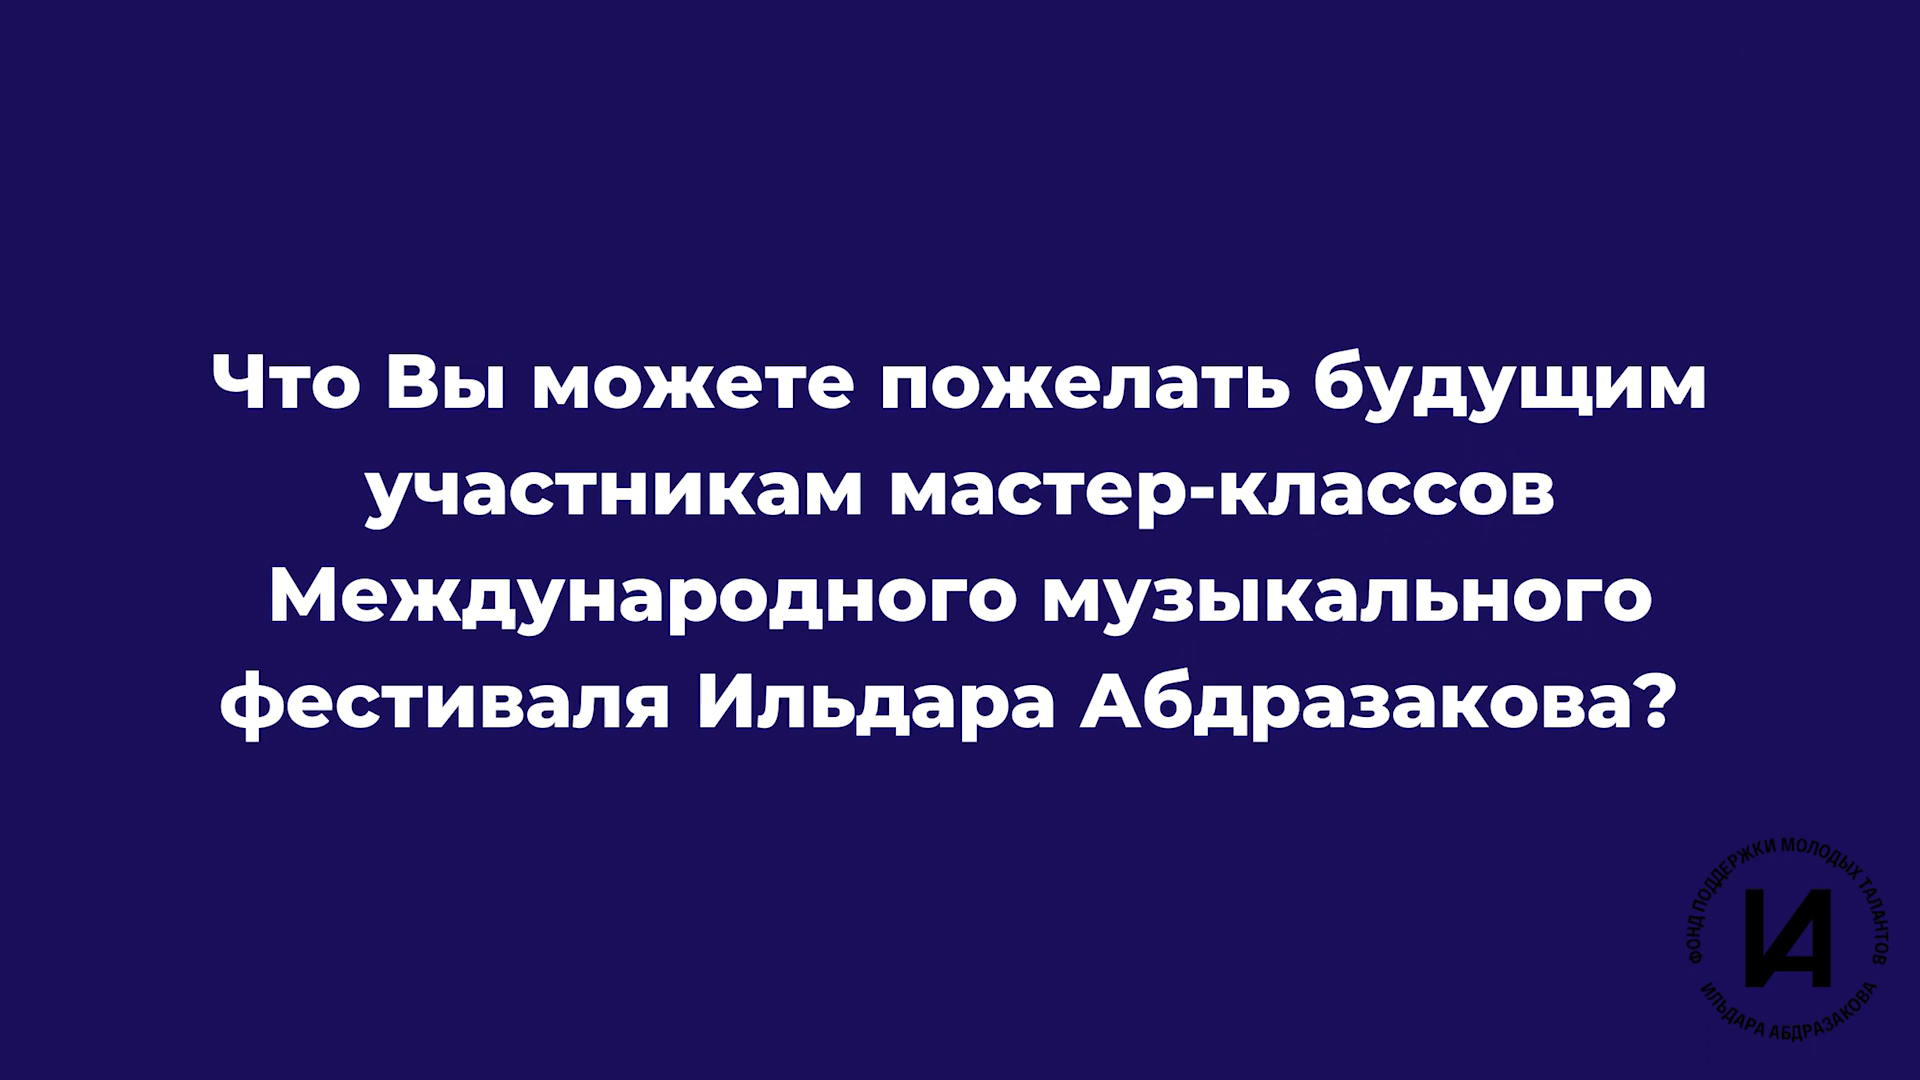 Что Вы можете пожелать будущим
участникам мастер-классов
Международного музыкального
фестиваля Ильдара Абдразакова?
ФОНД ПОДДЕРЖКИ МОЛОДЫХ ТАЛАНТОВ
ИА
ИЛЬДАРА АБДРАЗАКОВА